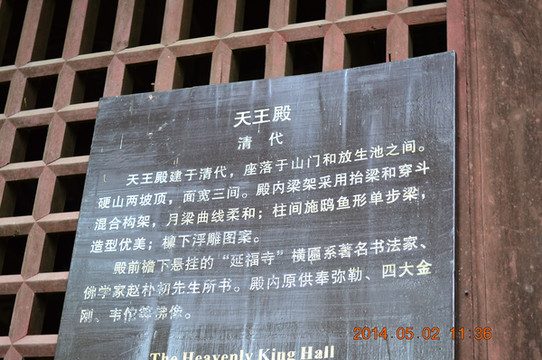 天王殿
清代
天王殿建于清代，座落于山门和放生池之间。
硬山两坡顶，面宽三间。殿内梁架采用抬梁和穿斗
混合构架，月梁曲线柔和；柱间施鸱鱼形单步梁，
造型优美；檩下浮雕图案。
殿前檐下悬挂的“延福寺”横匾系著名书法家、
佛学家赵朴初先生所书。殿内原供奉弥勒、四大金
刚、韦佗等佛像。
The Heavenly King Hall
2014.05.02 11:36